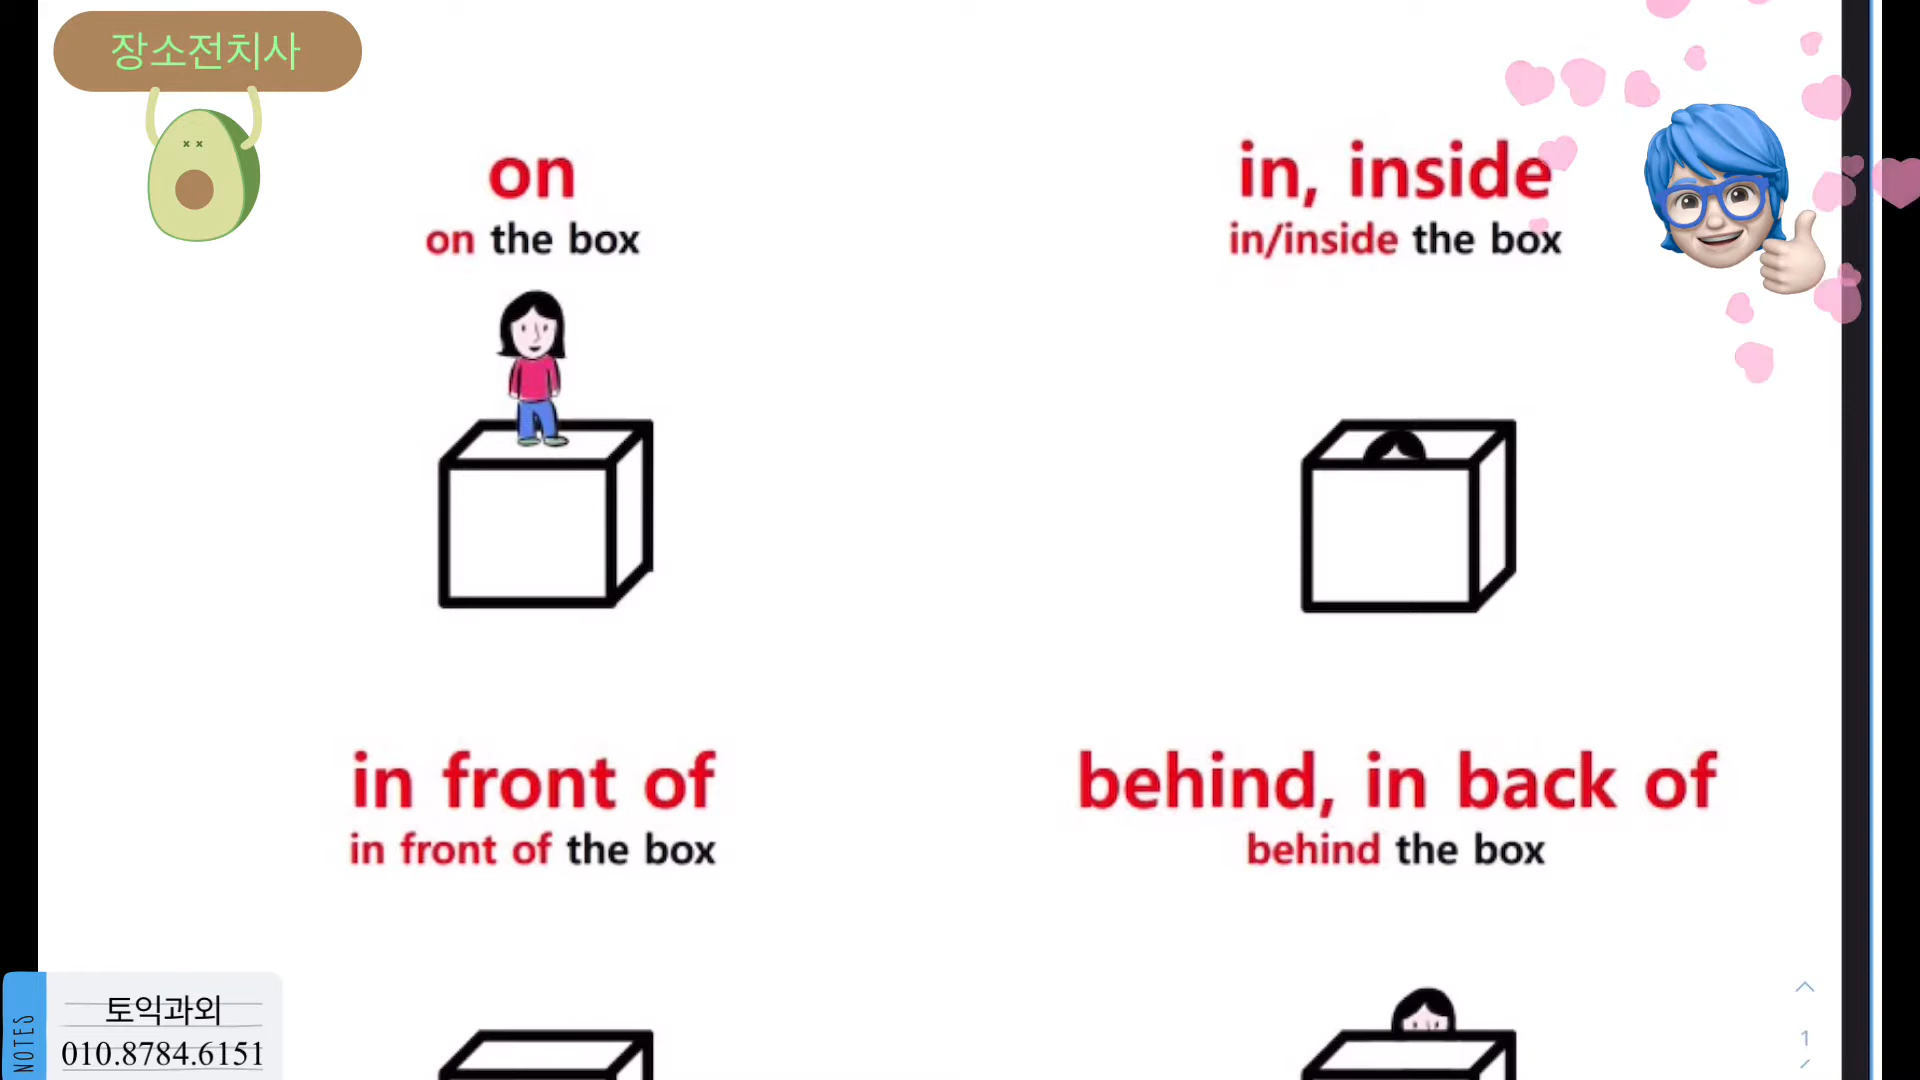 장소전치사
on
on the box
in, inside
in/inside the box
in front of
in front of the box
behind, in back of
behind the box
NOTES
토익과외
010.8784.6151
1